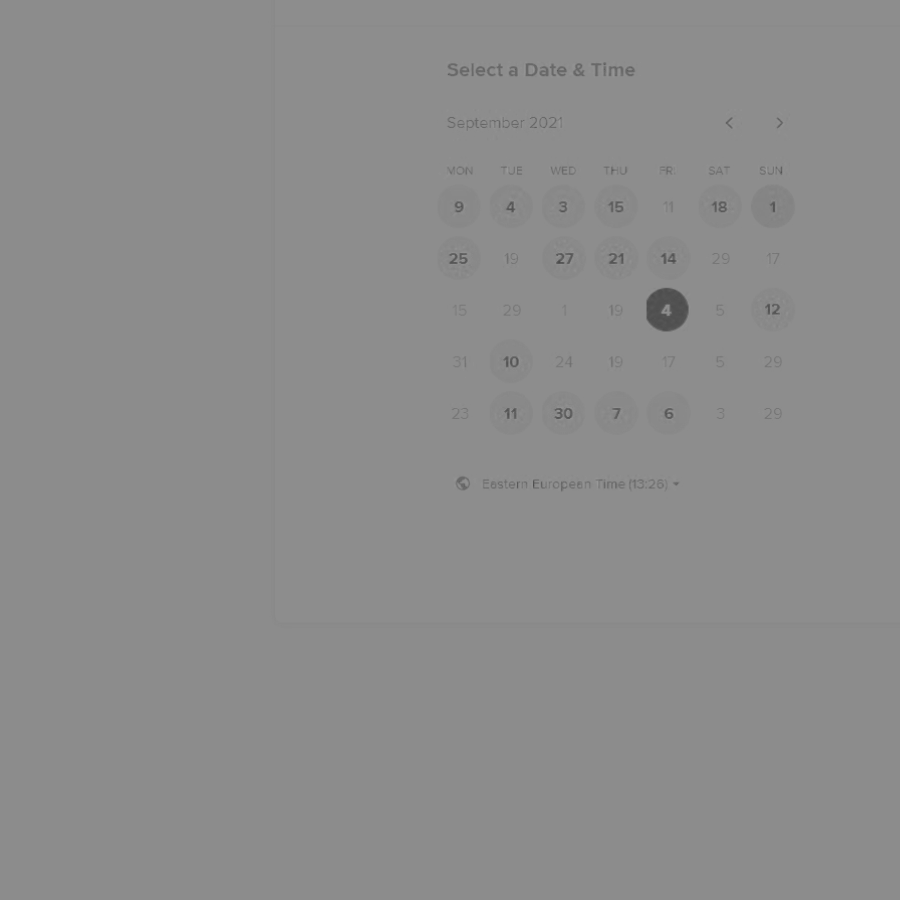 Select a Date & Time
September 2021
MON TUE WED THU FRI SAT SUN
9 4 3 15 11 18 1
25 19 27 21 14 29 17
15 29 1 19 4 5 12
31 10 24 19 17 5 29
23 11 30 7 6 3 29
Eastern European Time (13:26)